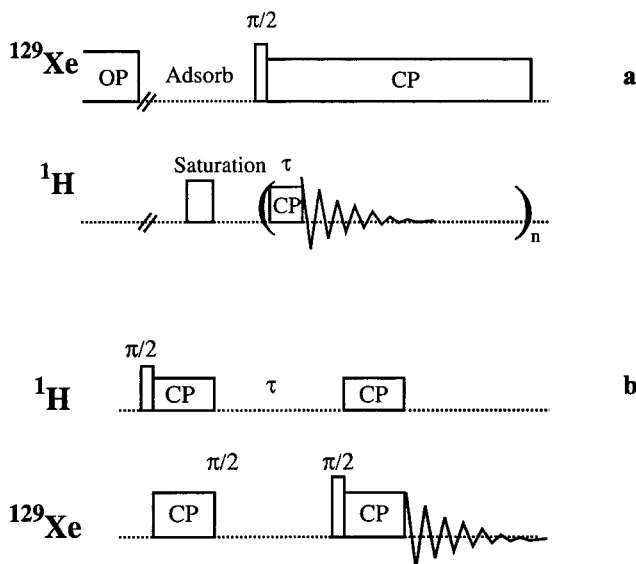 π/2
¹²⁹Xe OP Adsorb CP a
Saturation τ
¹H ( CP )n
π/2
¹H CP τ CP b
π/2 π/2
¹²⁹Xe CP CP